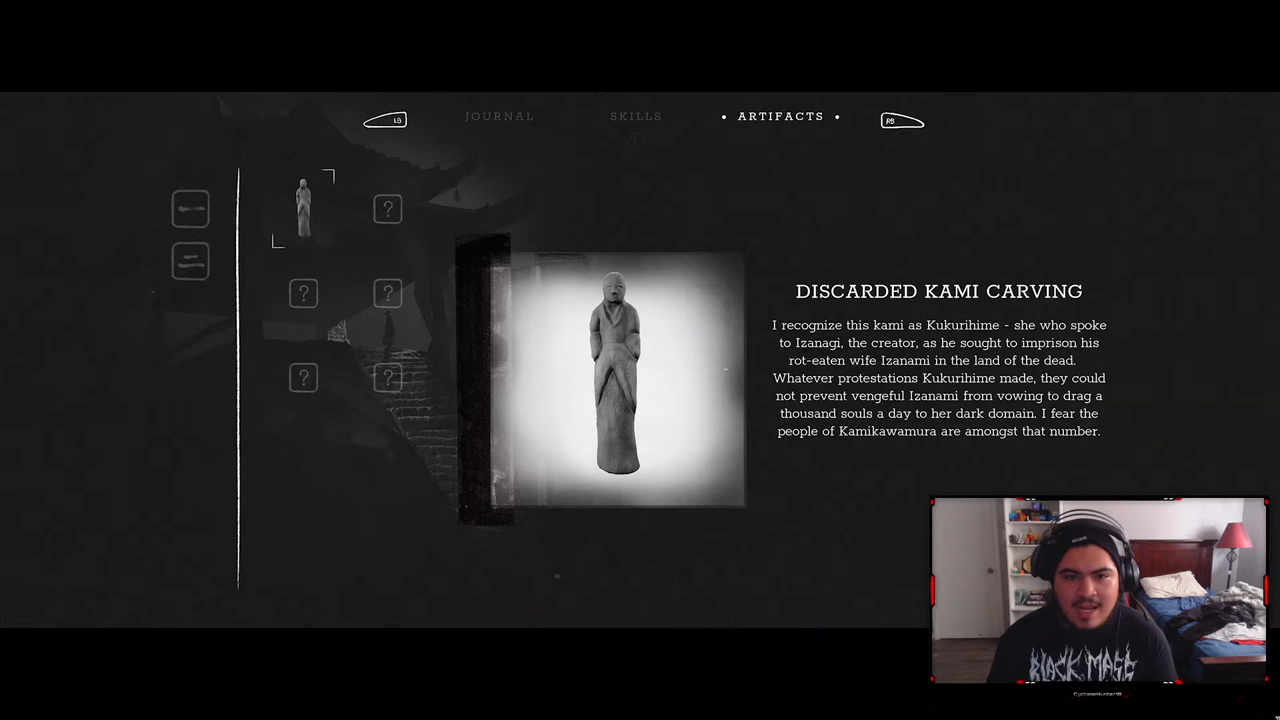 LB
JOURNAL
SKILLS
• ARTIFACTS •
RB
一
二
?
?
?
?
?
DISCARDED KAMI CARVING
I recognize this kami as Kukurihime - she who spoke
to Izanagi, the creator, as he sought to imprison his
rot-eaten wife Izanami in the land of the dead.
Whatever protestations Kukurihime made, they could
not prevent vengeful Izanami from vowing to drag a
thousand souls a day to her dark domain. I fear the
people of Kamikawamura are amongst that number.
BLACK MASS